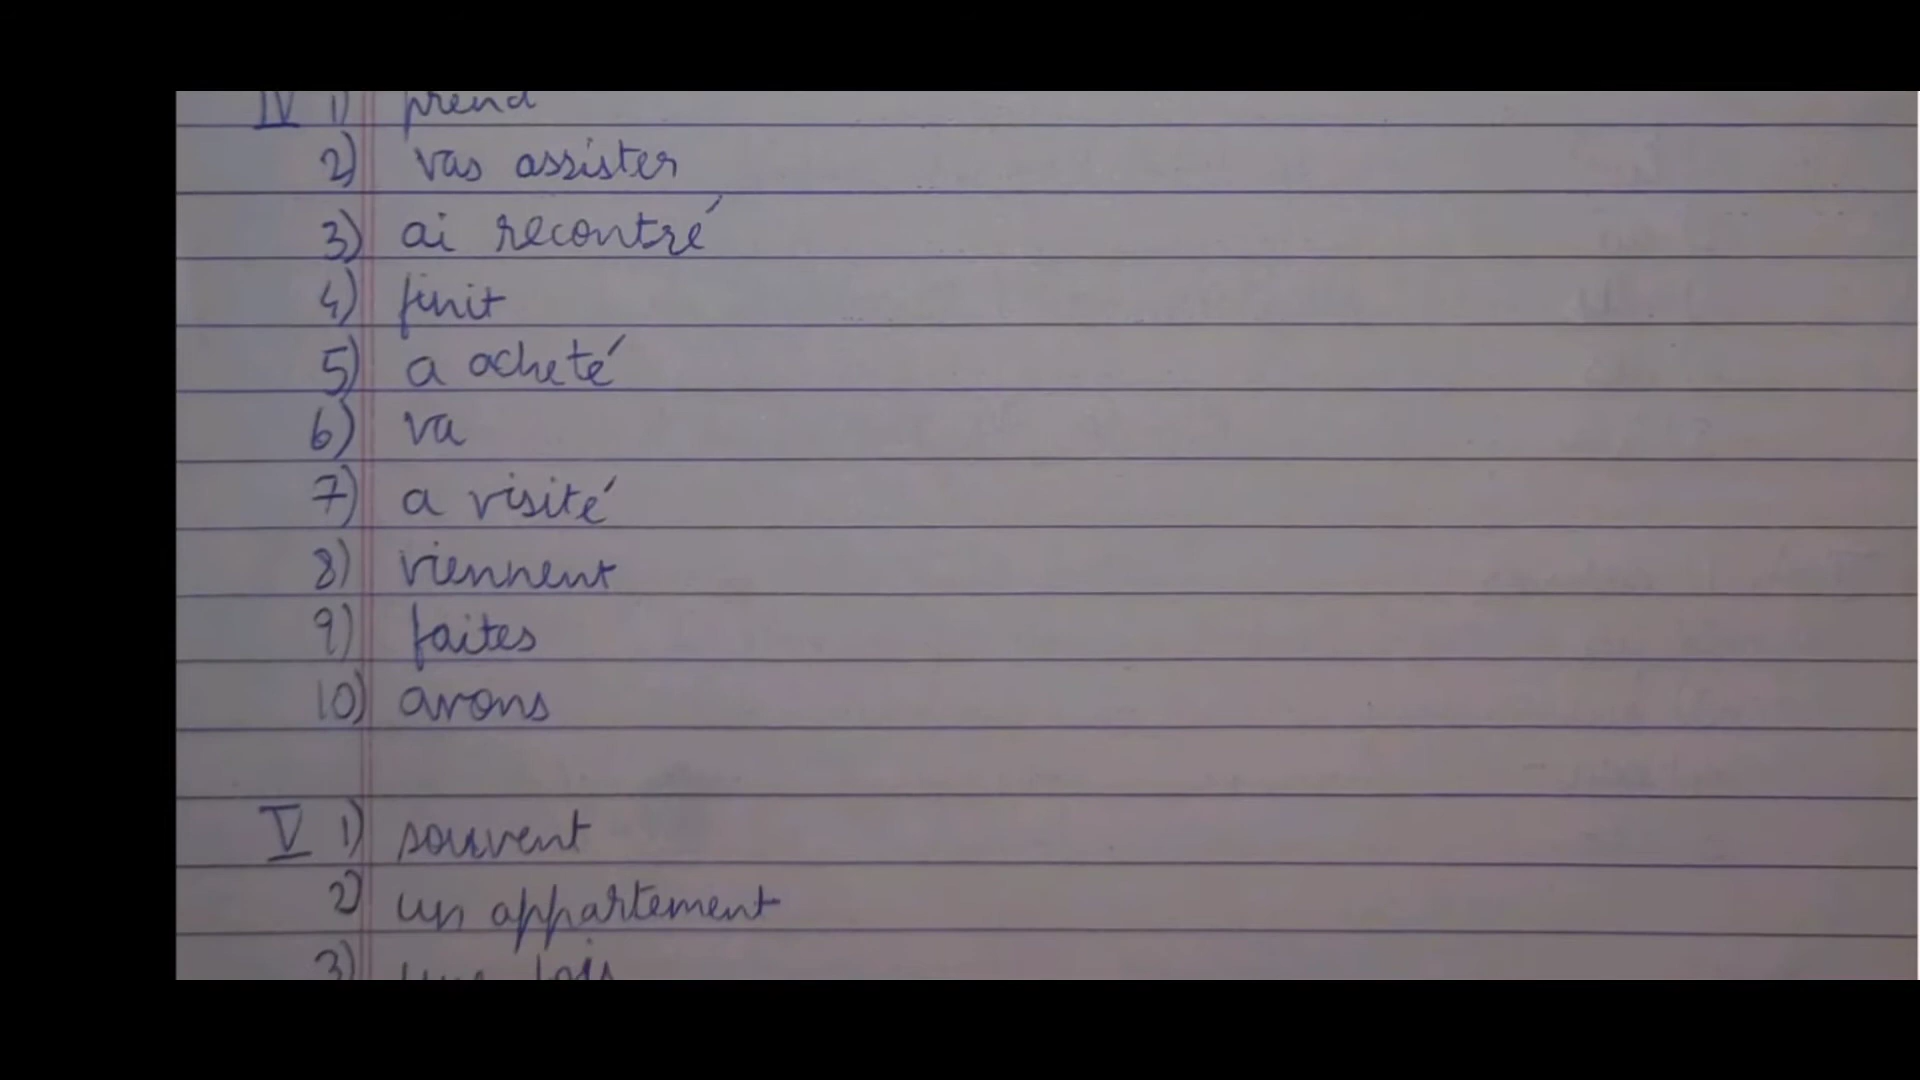 IV 1) prend
2) vas assister
3) ai recontré
4) finit
5) a acheté
6) va
7) a visité
8) viennent
9) faites
10) avons
V 1) souvent
2) un appartement
3)